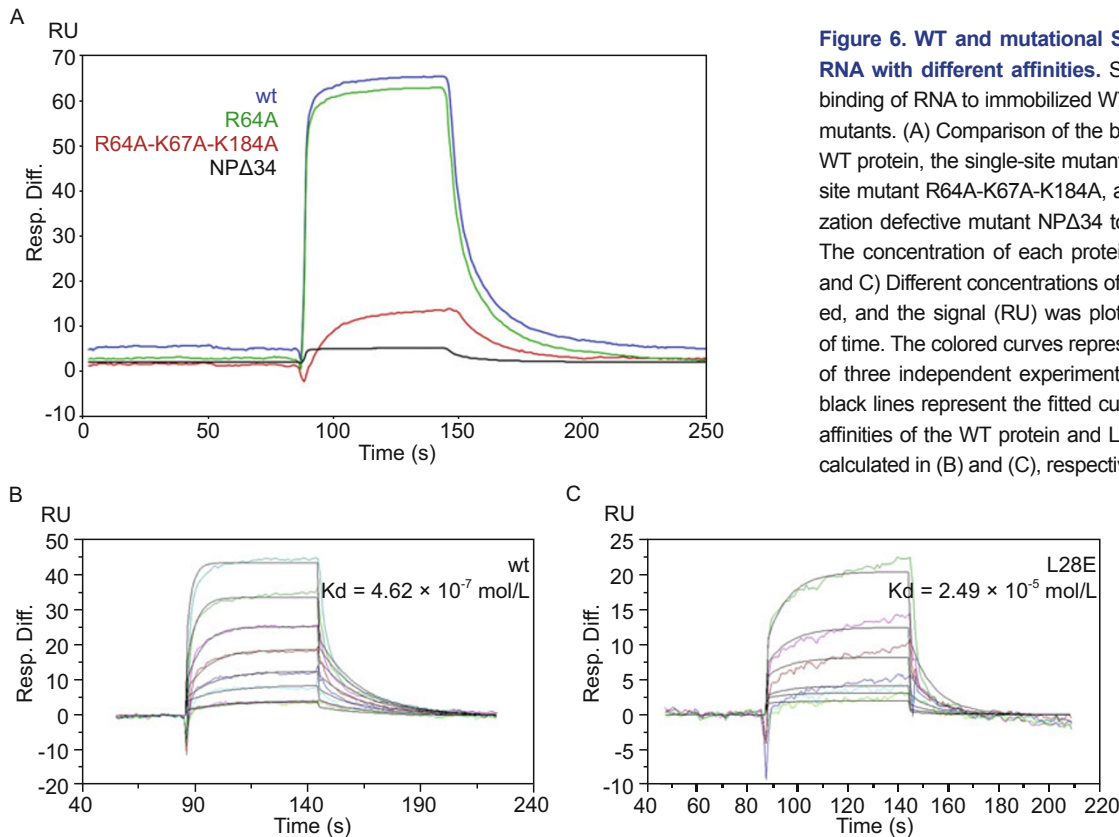 A
RU
70
60
50
40
30
20
10
0
-10
Resp. Diff.
wt
R64A
R64A-K67A-K184A
NPΔ34
0 50 100 150 200 250
Time (s)
Figure 6. WT and mutational S
RNA with different affinities. S
binding of RNA to immobilized WT
mutants. (A) Comparison of the b
WT protein, the single-site mutant
site mutant R64A-K67A-K184A, a
zation defective mutant NPΔ34 to
The concentration of each protei
and C) Different concentrations of
ed, and the signal (RU) was plot
of time. The colored curves repres
of three independent experiment
black lines represent the fitted cu
affinities of the WT protein and L
calculated in (B) and (C), respectiv
B
RU
50
40
30
20
10
0
-10
-20
Resp. Diff.
wt
Kd = 4.62 × 10⁻⁷ mol/L
40 90 140 190 240
Time (s)
C
RU
25
20
15
10
5
0
-5
-10
Resp. Diff.
L28E
Kd = 2.49 × 10⁻⁵ mol/L
40 60 80 100 120 140 160 180 200 220
Time (s)